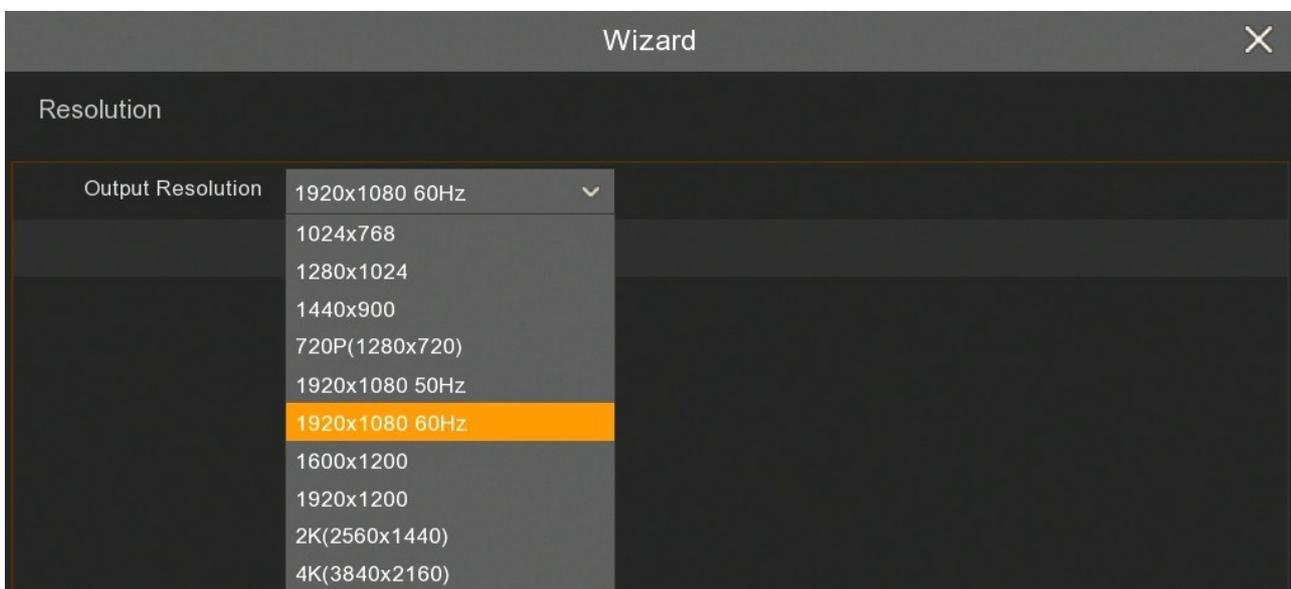 Wizard
Resolution
Output Resolution 1920x1080 60Hz
1024x768
1280x1024
1440x900
720P(1280x720)
1920x1080 50Hz
1920x1080 60Hz
1600x1200
1920x1200
2K(2560x1440)
4K(3840x2160)